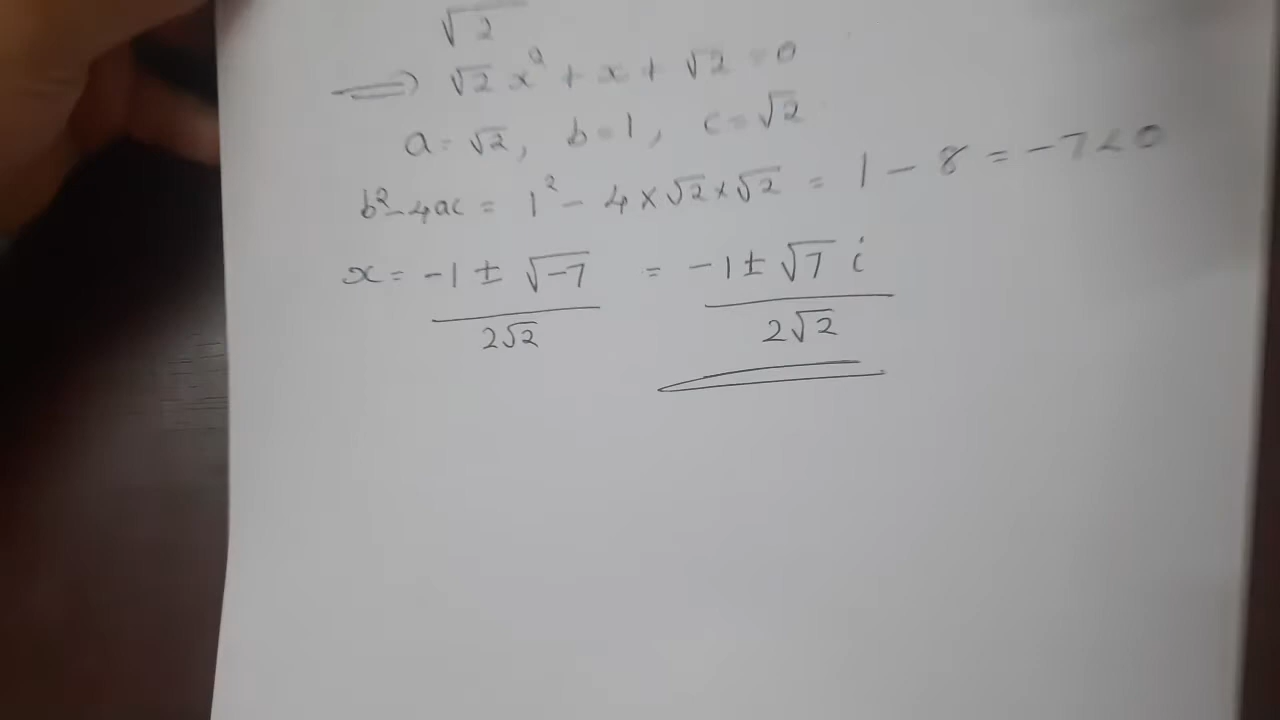 √2
⟹ √2 x² + x + √2 = 0
a = √2, b = 1, c = √2
b² - 4ac = 1² - 4 × √2 × √2 = 1 - 8 = -7 < 0
x = (-1 ± √-7) / 2√2 = (-1 ± √7 i) / 2√2